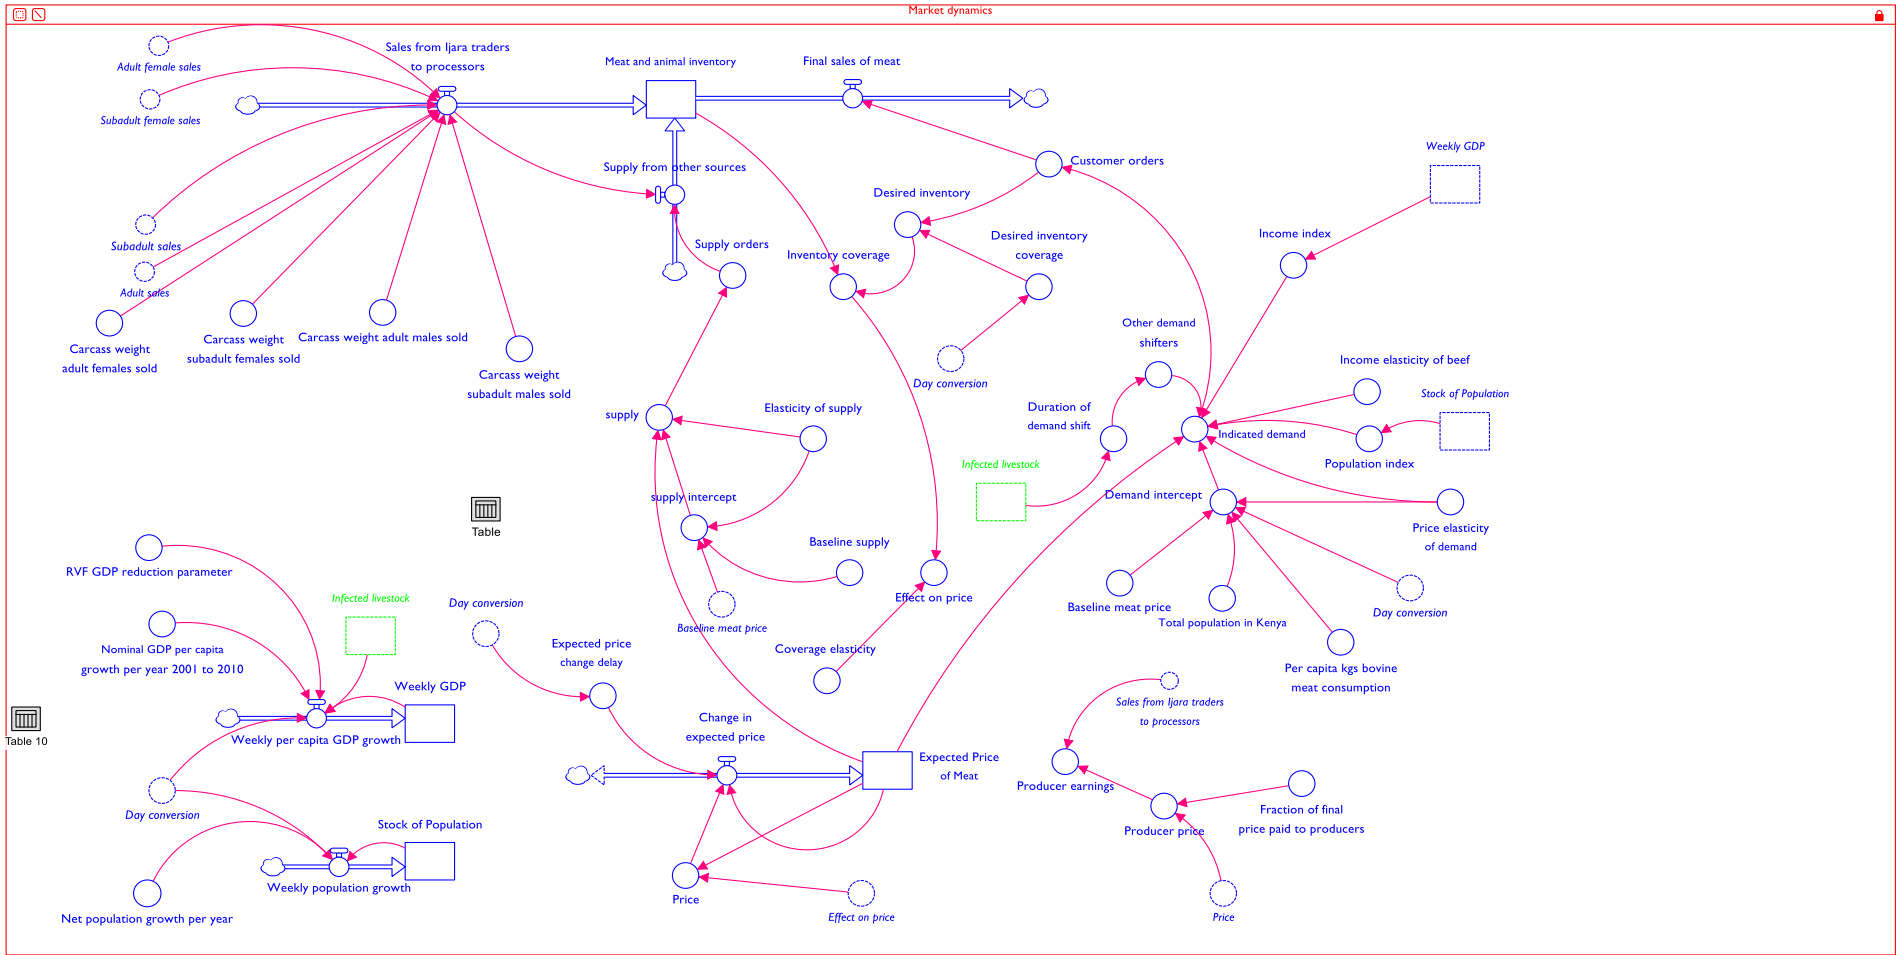 Market dynamics
Adult female sales
Sales from Ijara traders
to processors
Meat and animal inventory
Final sales of meat
Subadult female sales
Customer orders
Weekly GDP
Supply from other sources
Desired inventory
Subadult sales
Supply orders
Inventory coverage
Desired inventory
coverage
Income index
Adult sales
Carcass weight
adult females sold
Carcass weight
subadult females sold
Carcass weight adult males sold
Carcass weight
subadult males sold
Day conversion
Other demand
shifters
Income elasticity of beef
Stock of Population
supply
Elasticity of supply
Duration of
demand shift
Indicated demand
Population index
Infected livestock
supply intercept
Demand intercept
Price elasticity
of demand
Table
Baseline supply
RVF GDP reduction parameter
Infected livestock
Day conversion
Baseline meat price
Effect on price
Baseline meat price
Total population in Kenya
Day conversion
Nominal GDP per capita
growth per year 2001 to 2010
Expected price
change delay
Coverage elasticity
Per capita kgs bovine
meat consumption
Weekly GDP
Sales from Ijara traders
to processors
Table 10
Weekly per capita GDP growth
Change in
expected price
Expected Price
of Meat
Producer earnings
Day conversion
Stock of Population
Producer price
Fraction of final
price paid to producers
Weekly population growth
Net population growth per year
Price
Effect on price
Price